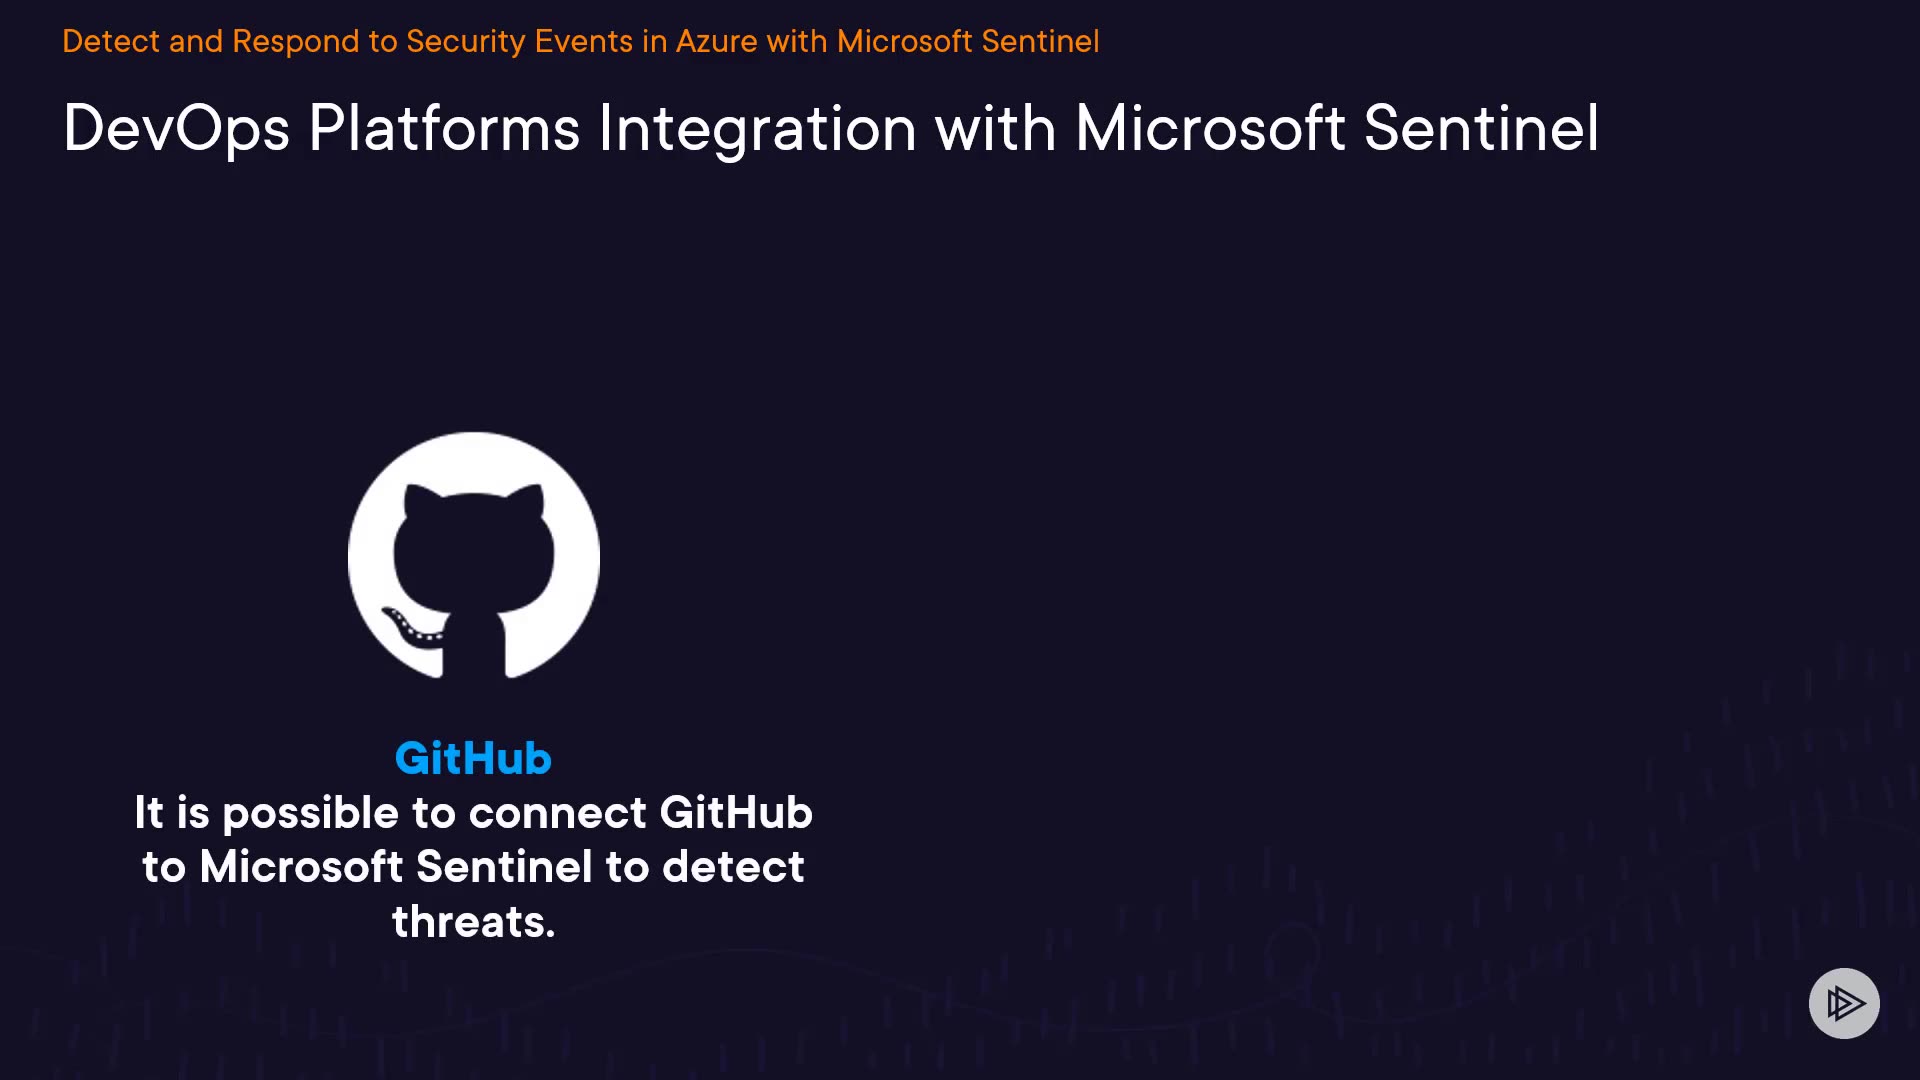 Detect and Respond to Security Events in Azure with Microsoft Sentinel
DevOps Platforms Integration with Microsoft Sentinel
GitHub
It is possible to connect GitHub
to Microsoft Sentinel to detect
threats.